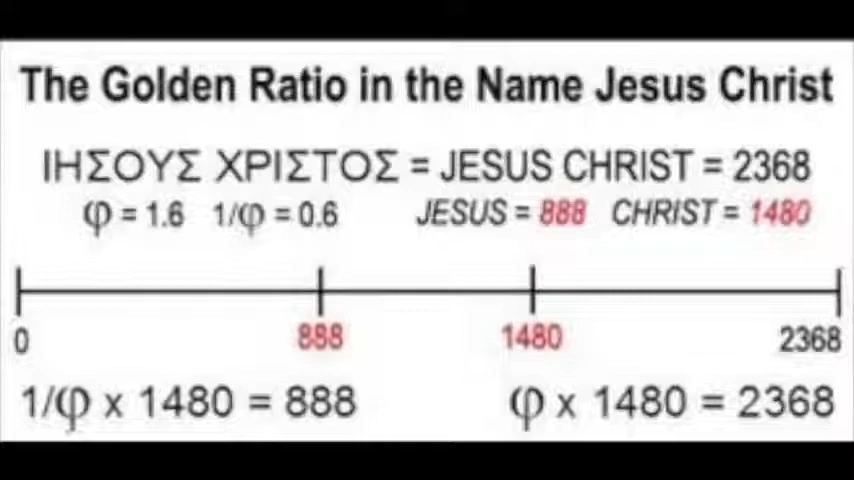 The Golden Ratio in the Name Jesus Christ
ΙΗΣΟΥΣ ΧΡΙΣΤΟΣ = JESUS CHRIST = 2368
φ = 1.6 1/φ = 0.6 JESUS = 888 CHRIST = 1480
0 888 1480 2368
1/φ x 1480 = 888 φ x 1480 = 2368